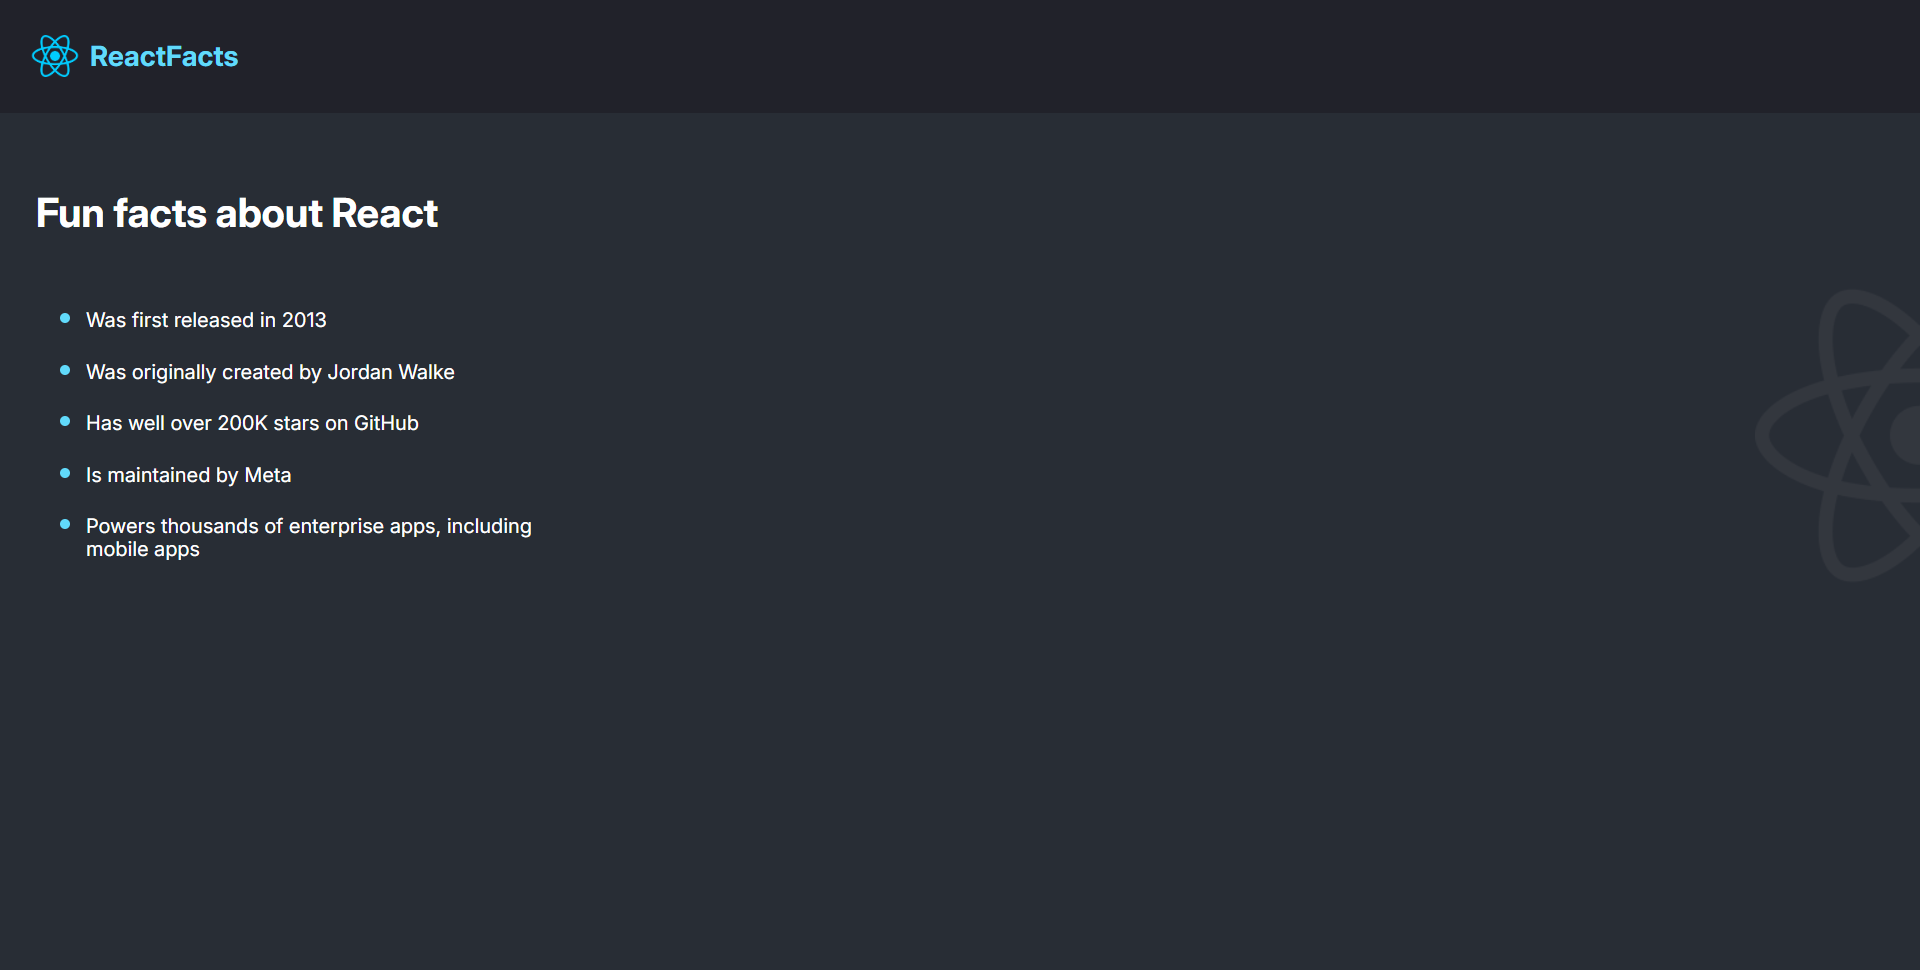 ReactFacts
Fun facts about React
Was first released in 2013
Was originally created by Jordan Walke
Has well over 200K stars on GitHub
Is maintained by Meta
Powers thousands of enterprise apps, including
mobile apps